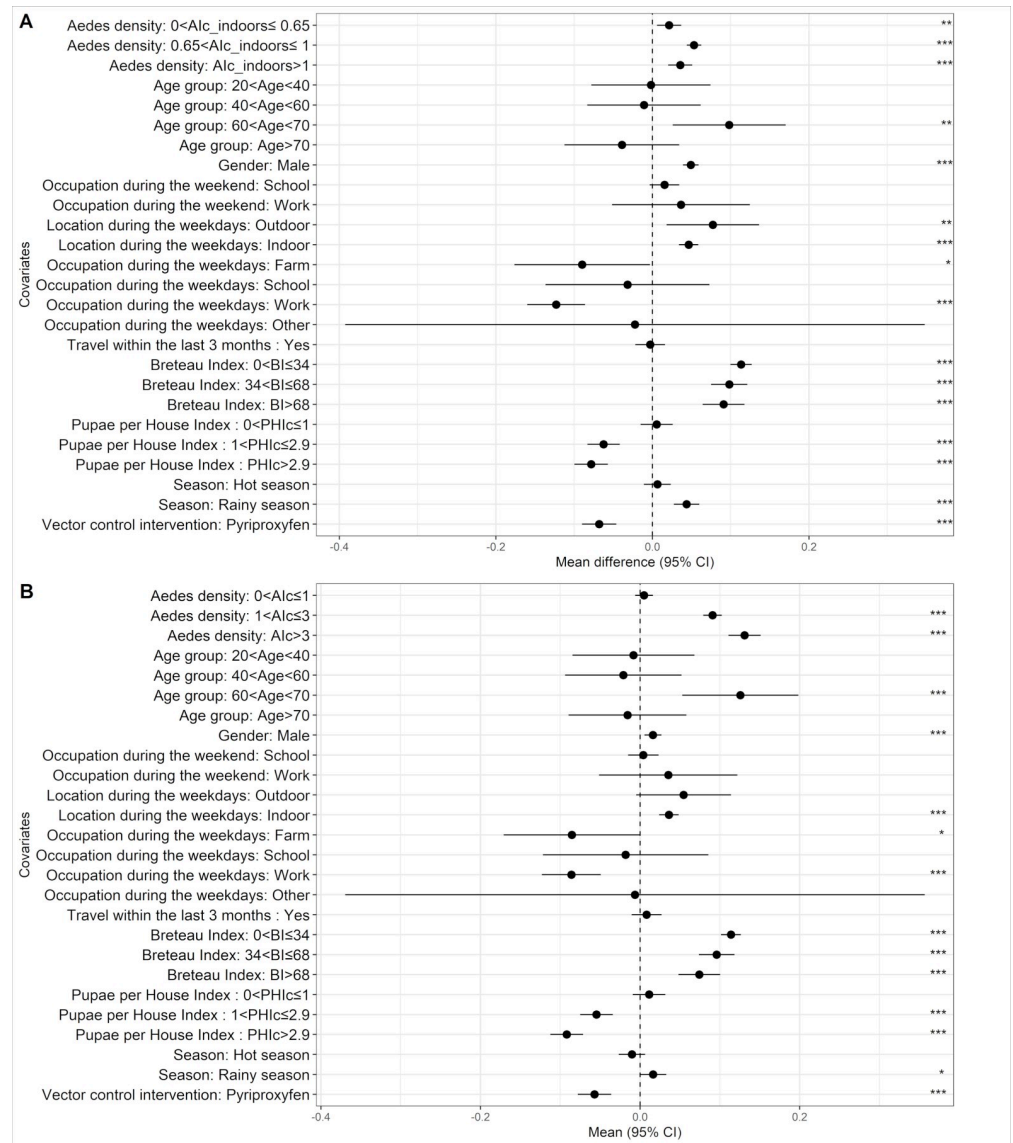 A
Aedes density: 0<AIc_indoors≤ 0.65 **
Aedes density: 0.65<AIc_indoors≤ 1 ***
Aedes density: AIc_indoors>1 ***
Age group: 20<Age<40
Age group: 40<Age<60
Age group: 60<Age<70 **
Age group: Age>70
Gender: Male ***
Occupation during the weekend: School
Occupation during the weekend: Work
Location during the weekdays: Outdoor **
Location during the weekdays: Indoor ***
Occupation during the weekdays: Farm *
Occupation during the weekdays: School
Occupation during the weekdays: Work ***
Occupation during the weekdays: Other
Travel within the last 3 months : Yes
Breteau Index: 0<BI≤34 ***
Breteau Index: 34<BI≤68 ***
Breteau Index: BI>68 ***
Pupae per House Index : 0<PHIc≤1
Pupae per House Index : 1<PHIc≤2.9 ***
Pupae per House Index : PHIc>2.9 ***
Season: Hot season
Season: Rainy season ***
Vector control intervention: Pyriproxyfen ***
Covariates
-0.4 -0.2 0.0 0.2
Mean difference (95% CI)
B
Aedes density: 0<AIc≤1
Aedes density: 1<AIc≤3 ***
Aedes density: AIc>3 ***
Age group: 20<Age<40
Age group: 40<Age<60
Age group: 60<Age<70 ***
Age group: Age>70
Gender: Male ***
Occupation during the weekend: School
Occupation during the weekend: Work
Location during the weekdays: Outdoor
Location during the weekdays: Indoor ***
Occupation during the weekdays: Farm *
Occupation during the weekdays: School
Occupation during the weekdays: Work ***
Occupation during the weekdays: Other
Travel within the last 3 months : Yes
Breteau Index: 0<BI≤34 ***
Breteau Index: 34<BI≤68 ***
Breteau Index: BI>68 ***
Pupae per House Index : 0<PHIc≤1
Pupae per House Index : 1<PHIc≤2.9 ***
Pupae per House Index : PHIc>2.9 ***
Season: Hot season
Season: Rainy season *
Vector control intervention: Pyriproxyfen ***
Covariates
-0.4 -0.2 0.0 0.2
Mean (95% CI)